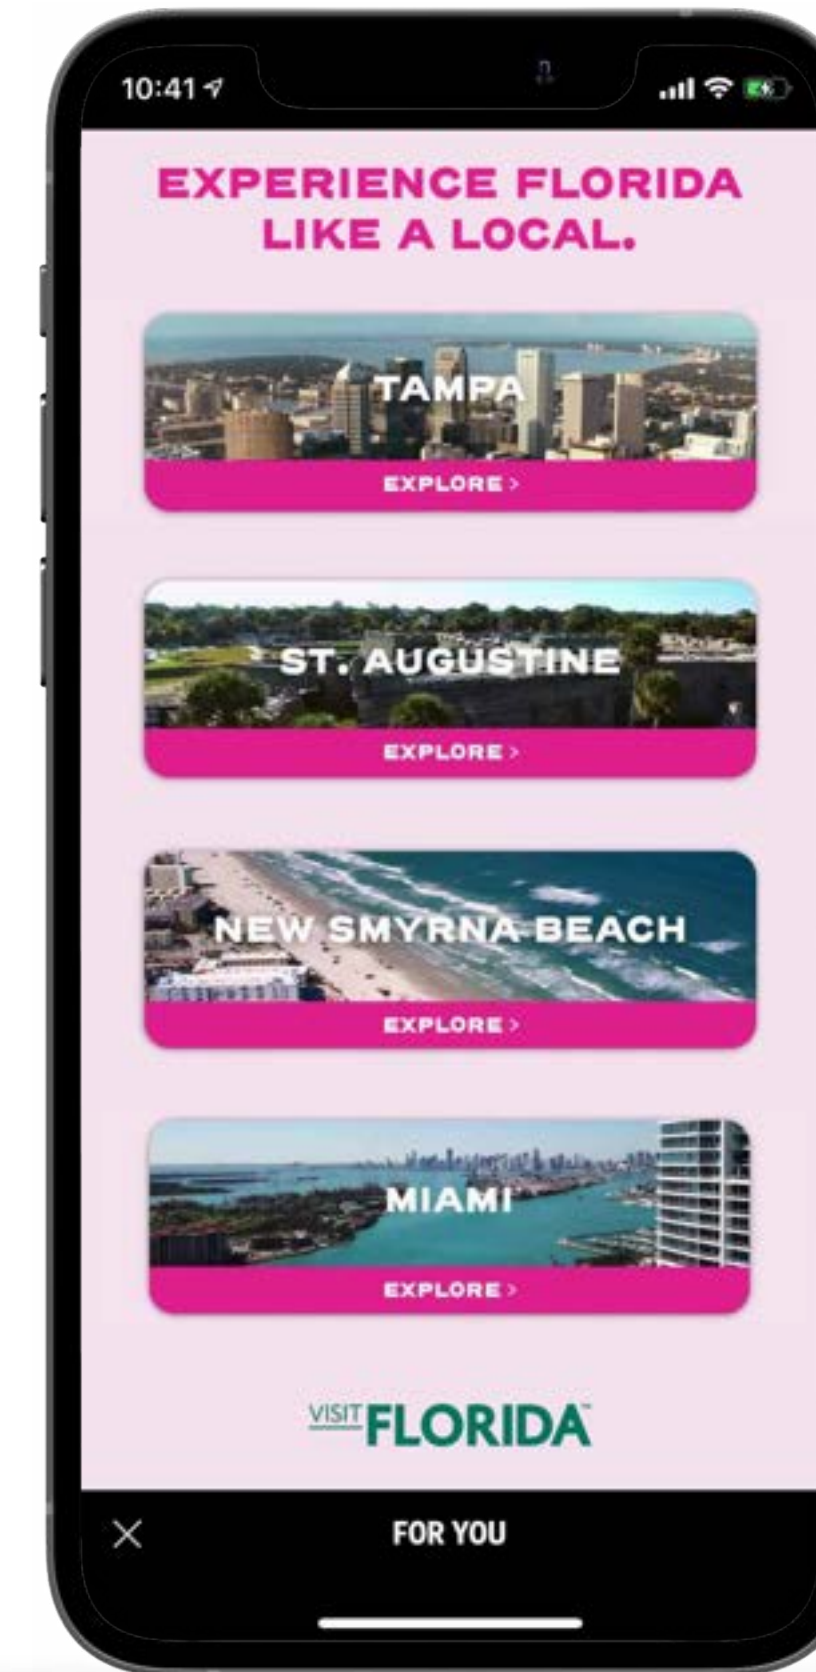 10:41
EXPERIENCE FLORIDA
LIKE A LOCAL.
TAMPA
EXPLORE >
ST. AUGUSTINE
EXPLORE >
NEW SMYRNA BEACH
EXPLORE >
MIAMI
EXPLORE >
VISIT FLORIDA™
FOR YOU